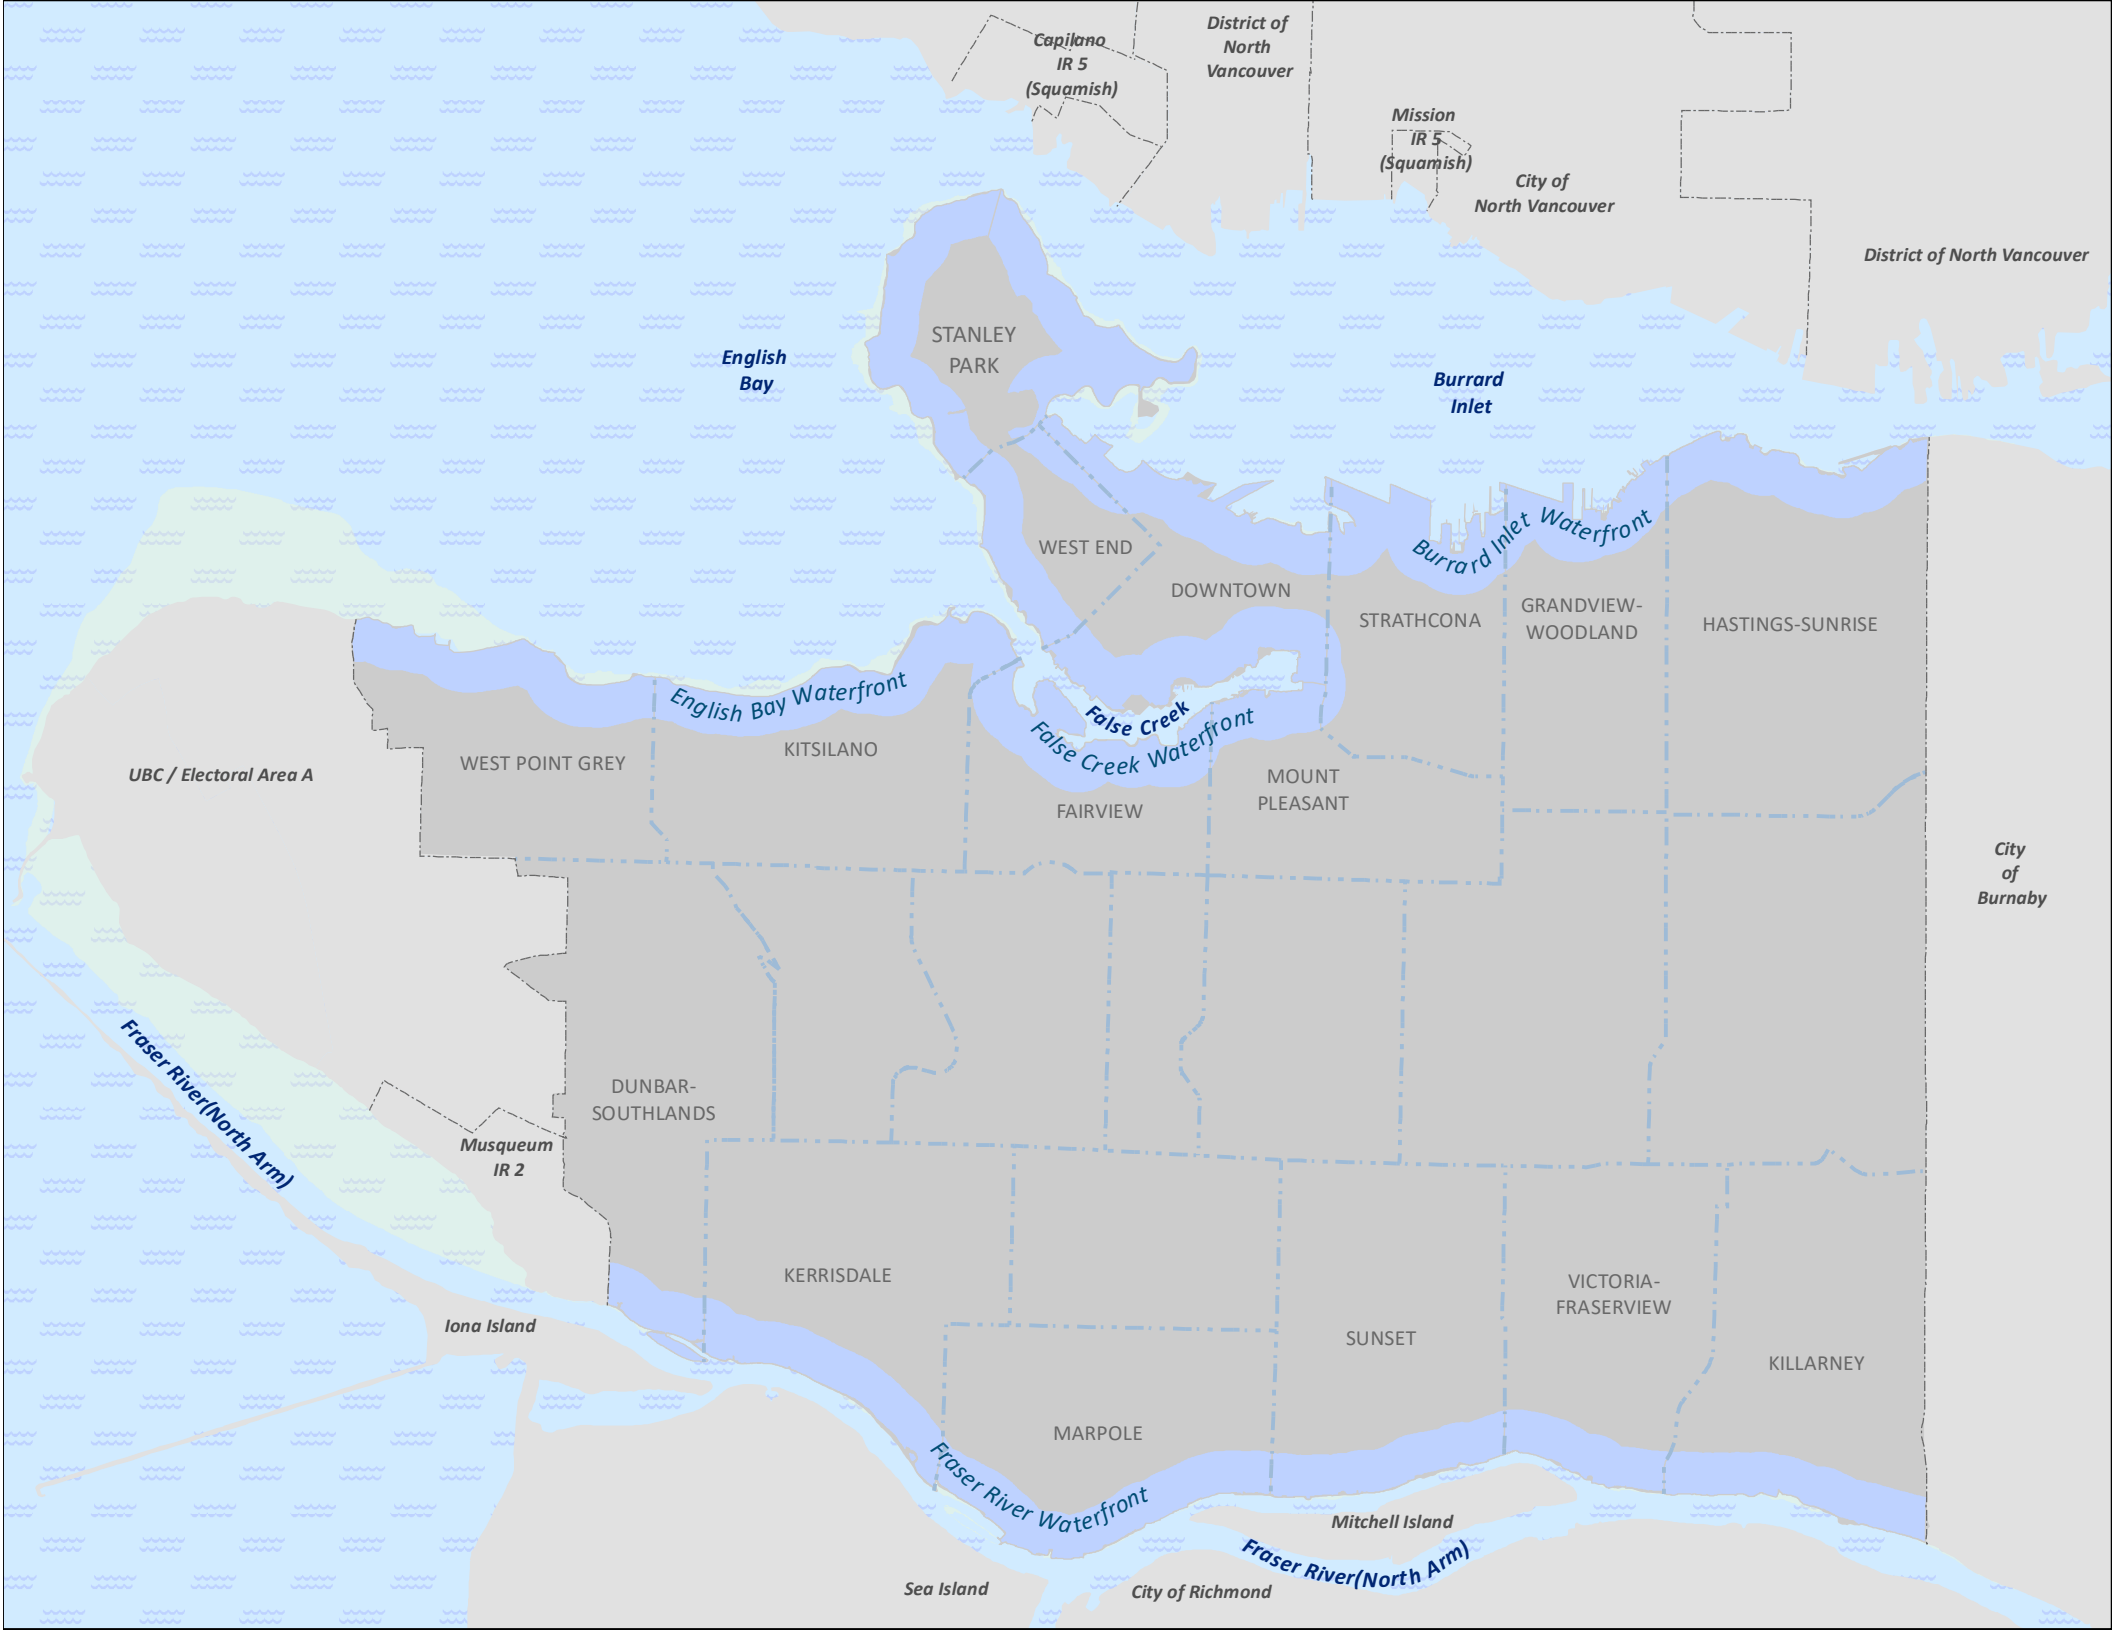 District of
North
Vancouver
Capilano
IR 5
(Squamish)
Mission
IR 5
(Squamish)
City of
North Vancouver
District of North Vancouver
STANLEY
PARK
English
Bay
Burrard
Inlet
Burrard Inlet Waterfront
WEST END
DOWNTOWN
STRATHCONA
GRANDVIEW-
WOODLAND
HASTINGS-SUNRISE
English Bay Waterfront
False Creek
False Creek Waterfront
WEST POINT GREY
KITSILANO
UBC / Electoral Area A
MOUNT
PLEASANT
FAIRVIEW
City
of
Burnaby
Fraser River(North Arm)
DUNBAR-
SOUTHLANDS
Musqueum
IR 2
KERRISDALE
VICTORIA-
FRASERVIEW
Iona Island
SUNSET
KILLARNEY
MARPOLE
Fraser River Waterfront
Mitchell Island
Fraser River(North Arm)
Sea Island
City of Richmond